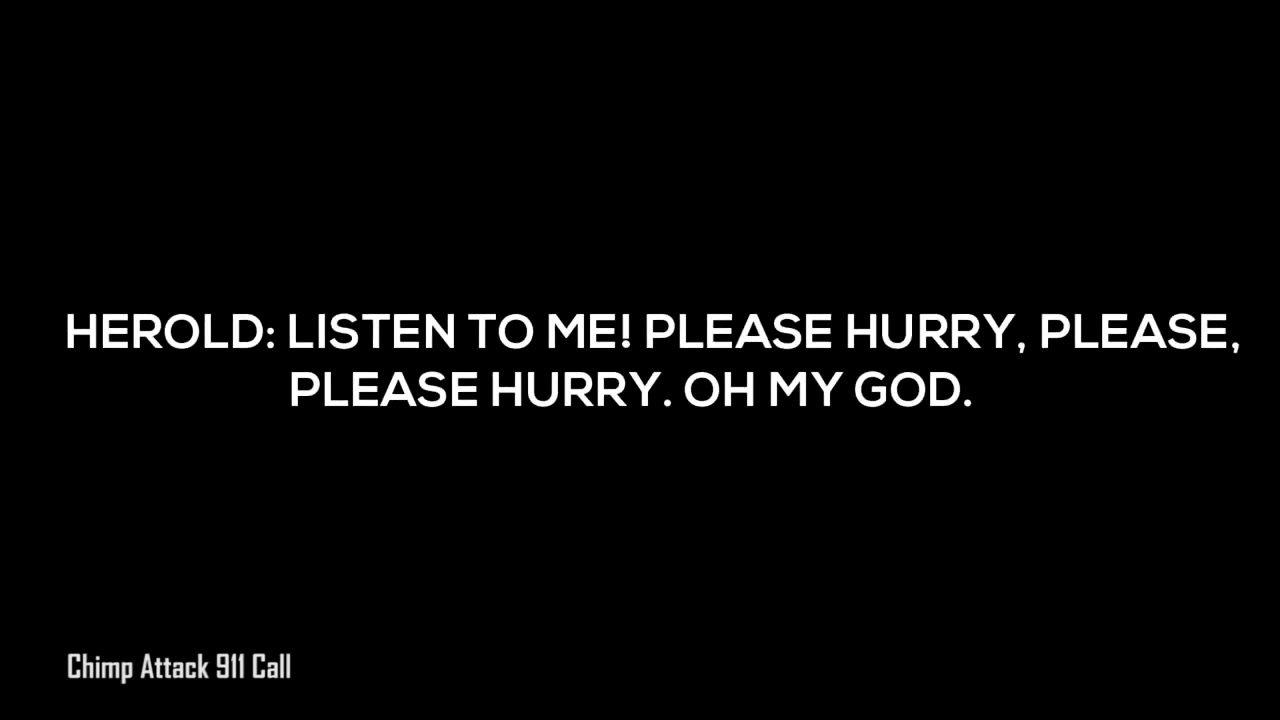 HEROLD: LISTEN TO ME! PLEASE HURRY, PLEASE,
PLEASE HURRY. OH MY GOD.
Chimp Attack 911 Call